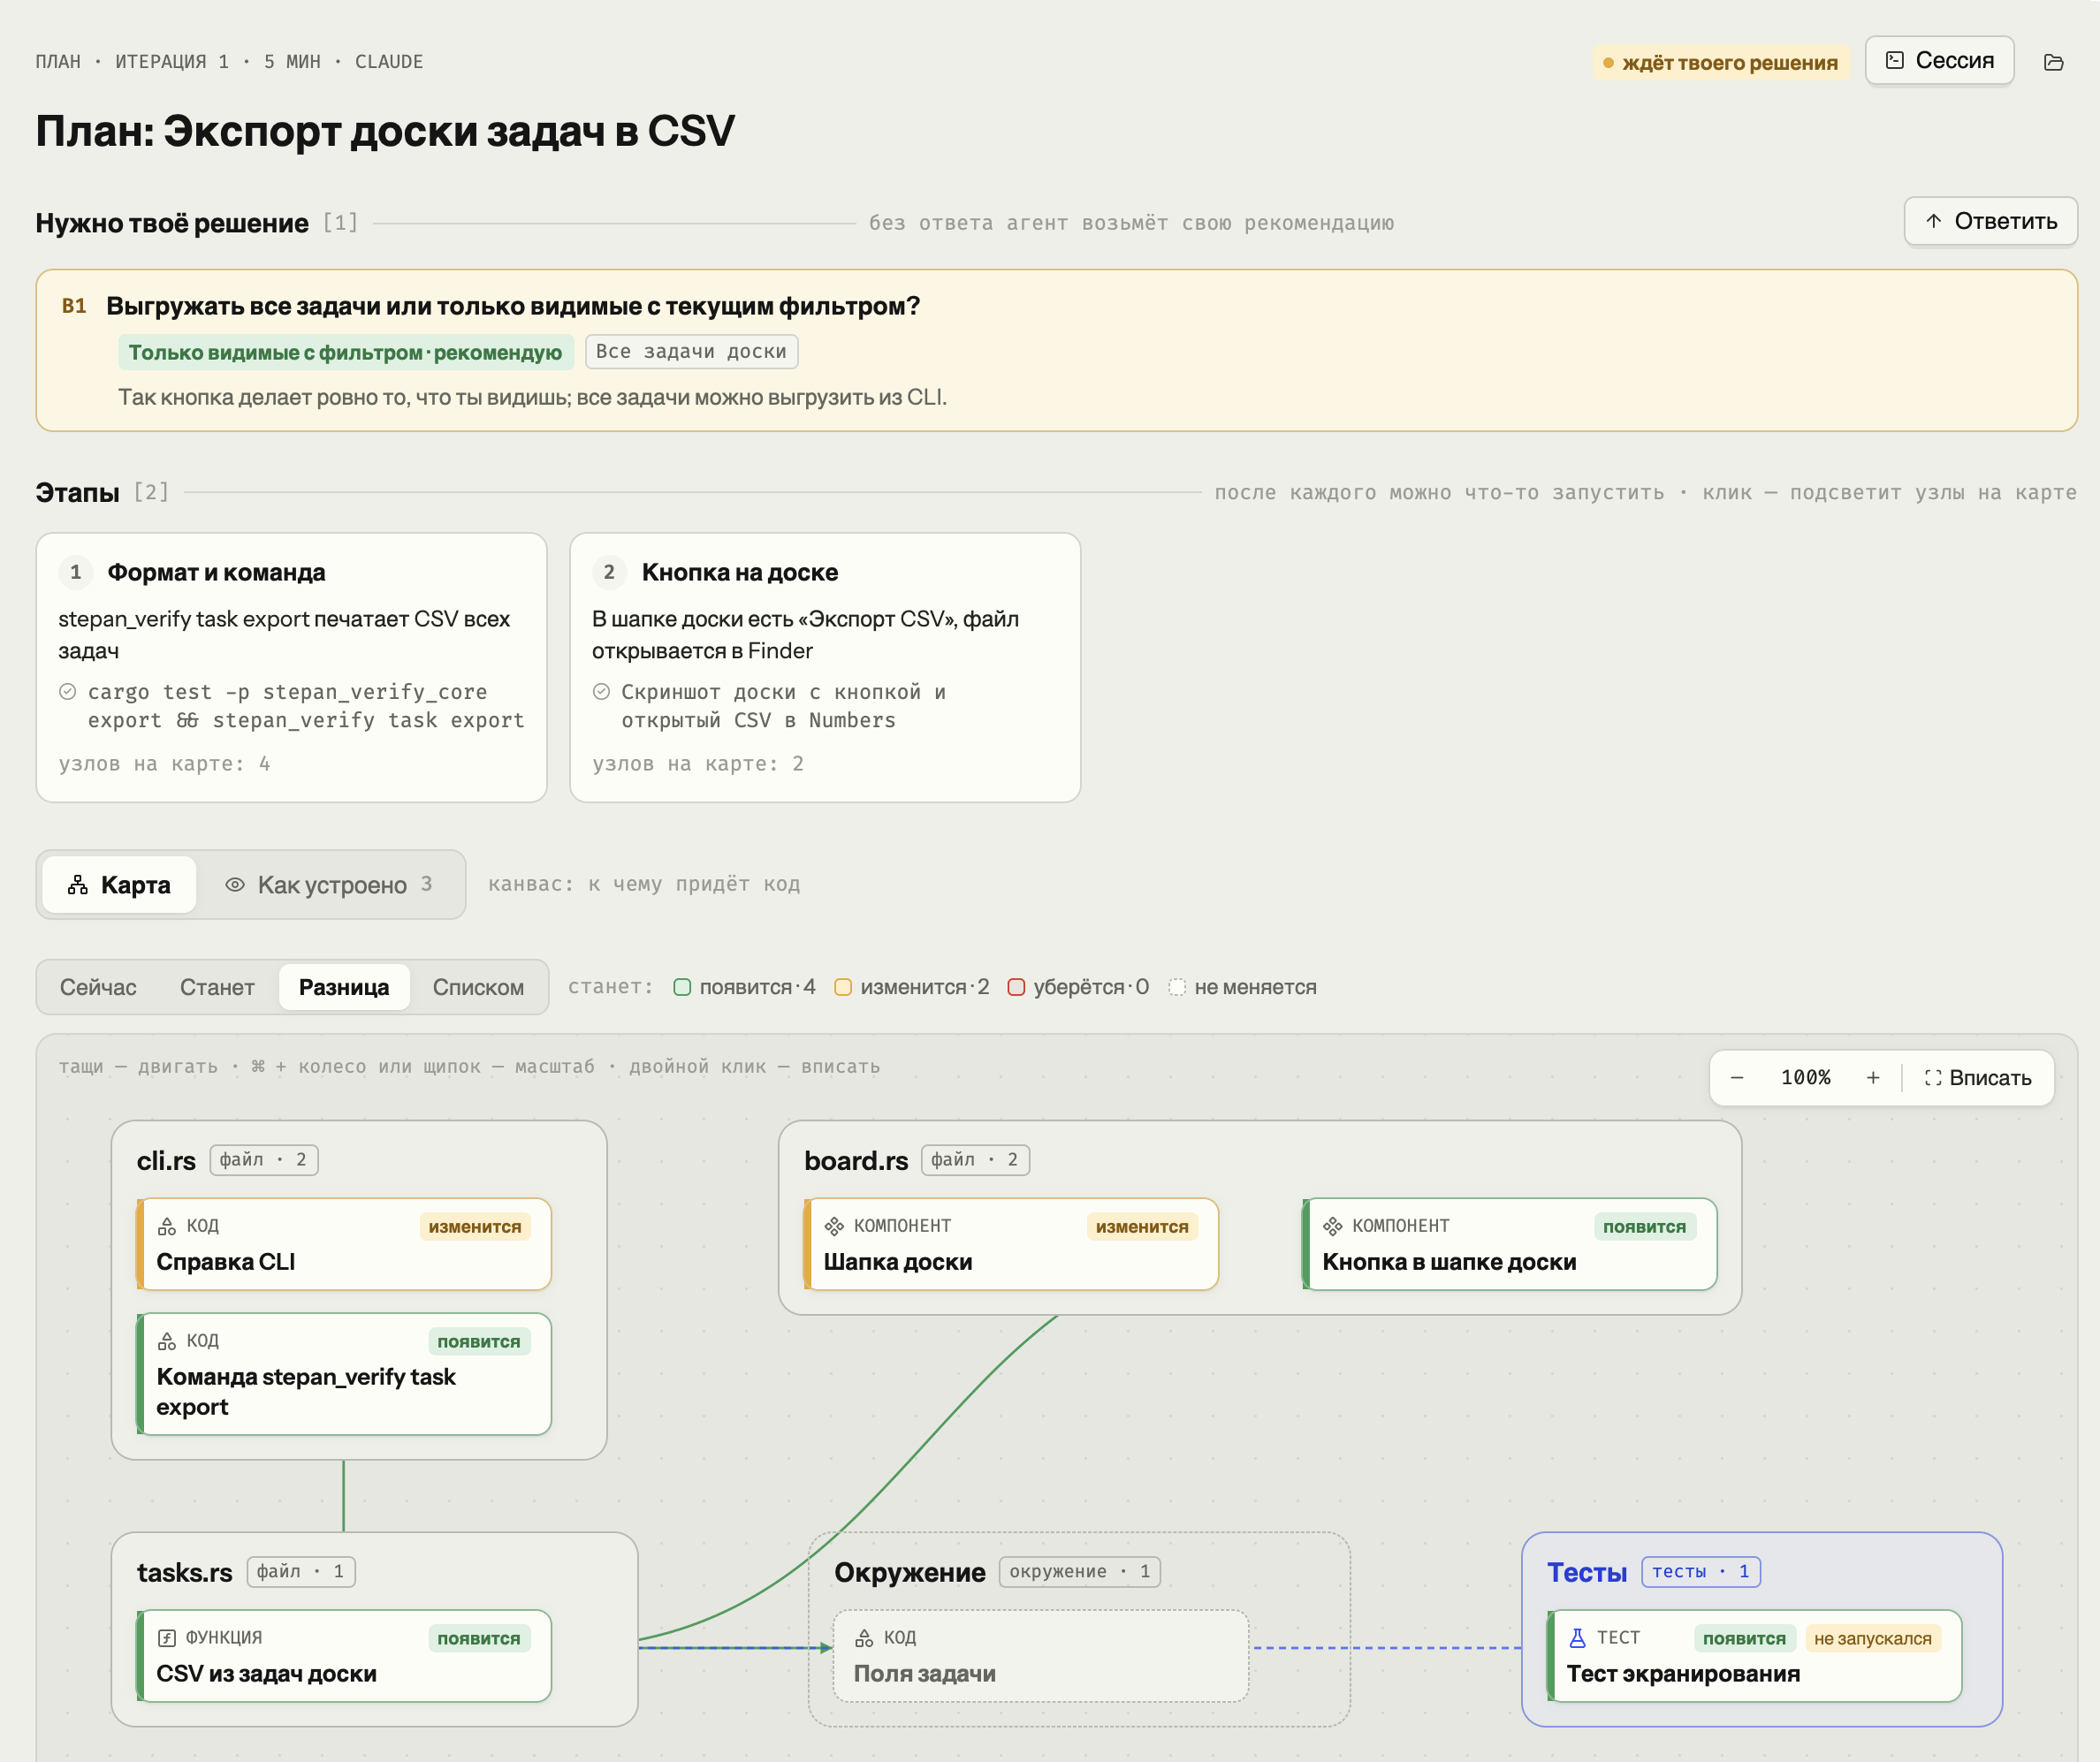 ПЛАН · ИТЕРАЦИЯ 1 · 5 МИН · CLAUDE
ждёт твоего решения
Сессия
План: Экспорт доски задач в CSV
Нужно твоё решение [1]
без ответа агент возьмёт свою рекомендацию
Ответить
В1 Выгружать все задачи или только видимые с текущим фильтром?
Только видимые с фильтром · рекомендую
Все задачи доски
Так кнопка делает ровно то, что ты видишь; все задачи можно выгрузить из CLI.
Этапы [2]
после каждого можно что-то запустить · клик — подсветит узлы на карте
1 Формат и команда
stepan_verify task export печатает CSV всех
задач
cargo test -p stepan_verify_core
export && stepan_verify task export
узлов на карте: 4
2 Кнопка на доске
В шапке доски есть «Экспорт CSV», файл
открывается в Finder
Скриншот доски с кнопкой и
открытый CSV в Numbers
узлов на карте: 2
Карта
Как устроено 3
канвас: к чему придёт код
Сейчас
Станет
Разница
Списком
станет:
появится · 4
изменится · 2
уберётся · 0
не меняется
тащи — двигать · ⌘ + колесо или щипок — масштаб · двойной клик — вписать
− 100% +
Вписать
cli.rs
файл · 2
КОД
изменится
Справка CLI
КОД
появится
Команда stepan_verify task
export
board.rs
файл · 2
КОМПОНЕНТ
изменится
Шапка доски
КОМПОНЕНТ
появится
Кнопка в шапке доски
tasks.rs
файл · 1
ФУНКЦИЯ
появится
CSV из задач доски
Окружение
окружение · 1
КОД
Поля задачи
Тесты
тесты · 1
ТЕСТ
появится
не запускался
Тест экранирования